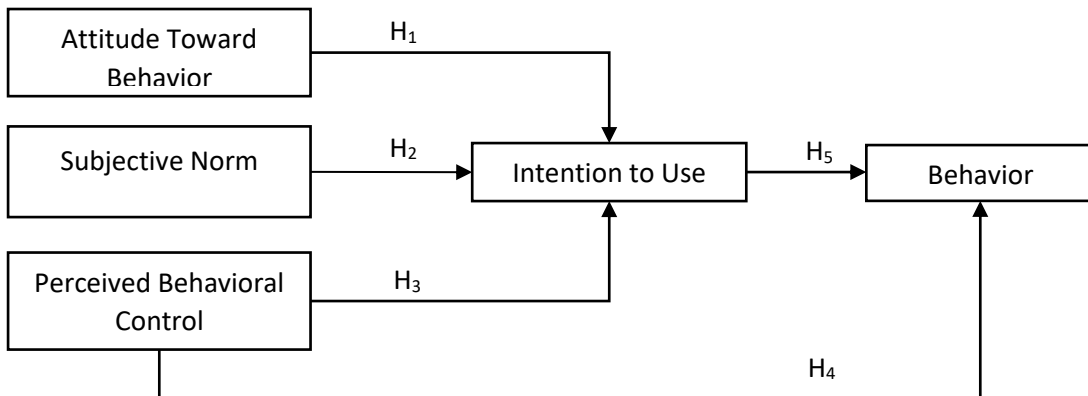 Attitude Toward
Behavior
H₁
Subjective Norm
H₂
Intention to Use
H₅
Behavior
Perceived Behavioral
Control
H₃
H₄